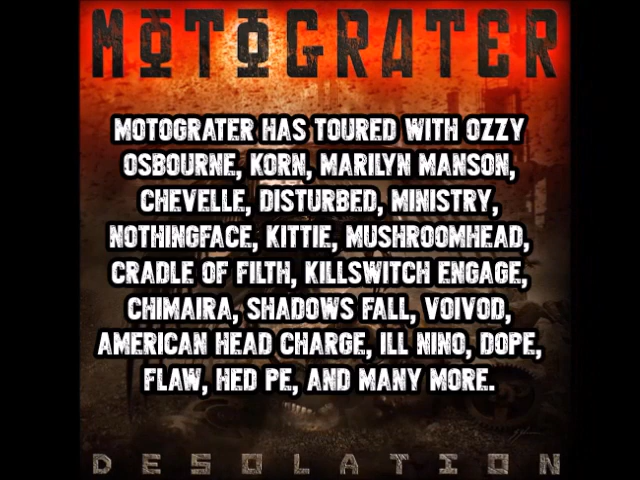 MOTOGRATER
MOTOGRATER HAS TOURED WITH OZZY
OSBOURNE, KORN, MARILYN MANSON,
CHEVELLE, DISTURBED, MINISTRY,
NOTHINGFACE, KITTIE, MUSHROOMHEAD,
CRADLE OF FILTH, KILLSWITCH ENGAGE,
CHIMAIRA, SHADOWS FALL, VOIVOD,
AMERICAN HEAD CHARGE, ILL NINO, DOPE,
FLAW, HED PE, AND MANY MORE.
DESOLATION